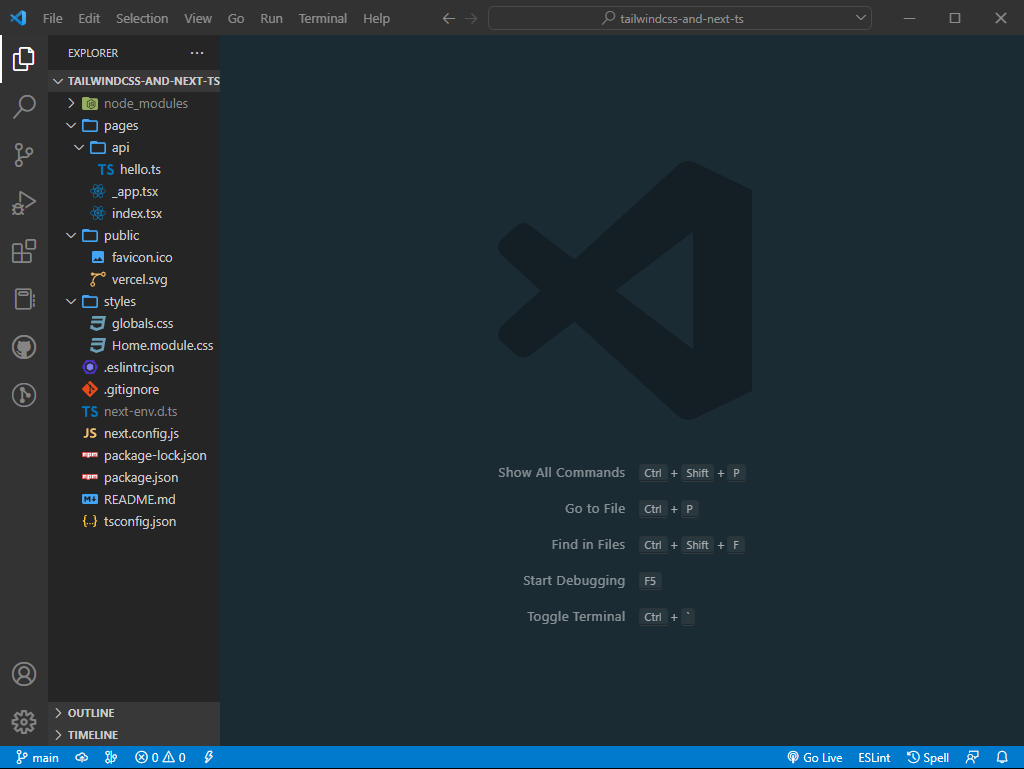 File Edit Selection View Go Run Terminal Help tailwindcss-and-next-ts
EXPLORER ...
TAILWINDCSS-AND-NEXT-TS
node_modules
pages
api
TS hello.ts
_app.tsx
index.tsx
public
favicon.ico
vercel.svg
styles
globals.css
Home.module.css
.eslintrc.json
.gitignore
TS next-env.d.ts
JS next.config.js
npm package-lock.json
npm package.json
README.md
{..} tsconfig.json
Show All Commands Ctrl + Shift + P
Go to File Ctrl + P
Find in Files Ctrl + Shift + F
Start Debugging F5
Toggle Terminal Ctrl + `
OUTLINE
TIMELINE
main 0 0 Go Live ESLint Spell